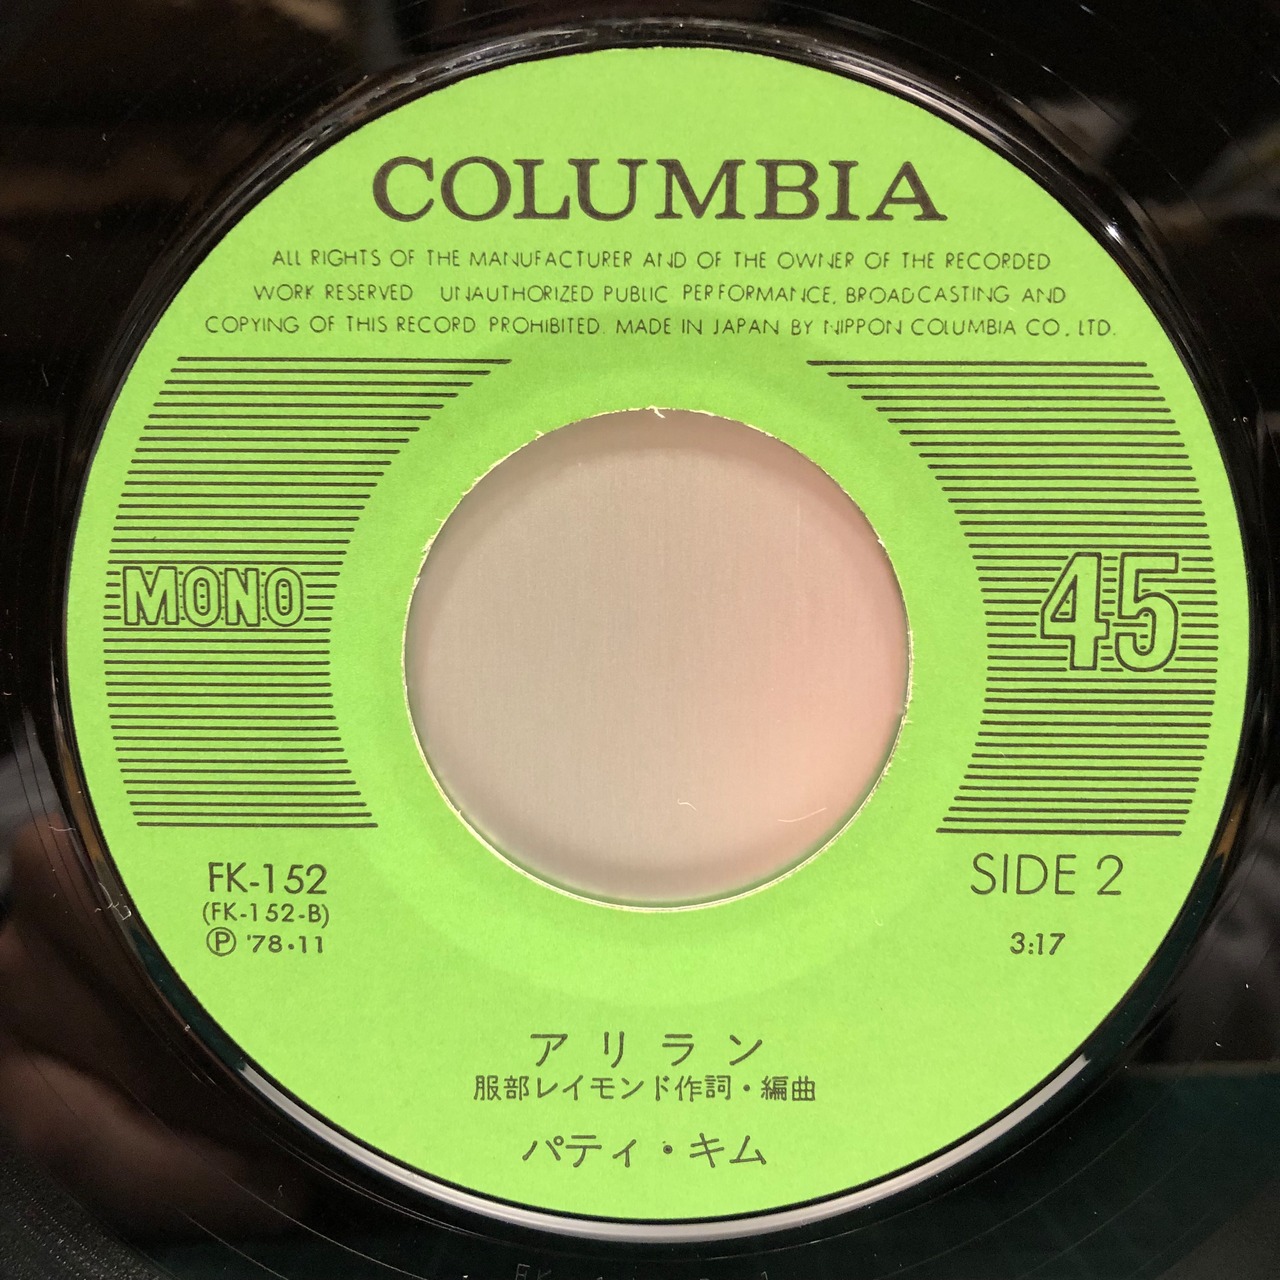 COLUMBIA
ALL RIGHTS OF THE MANUFACTURER AND OF THE OWNER OF THE RECORDED
WORK RESERVED UNAUTHORIZED PUBLIC PERFORMANCE, BROADCASTING AND
COPYING OF THIS RECORD PROHIBITED. MADE IN JAPAN BY NIPPON COLUMBIA CO., LTD.
MONO
45
FK-152
(FK-152-B)
Ⓟ '78・11
SIDE 2
3:17
アリラン
服部レイモンド作詞・編曲
パティ・キム